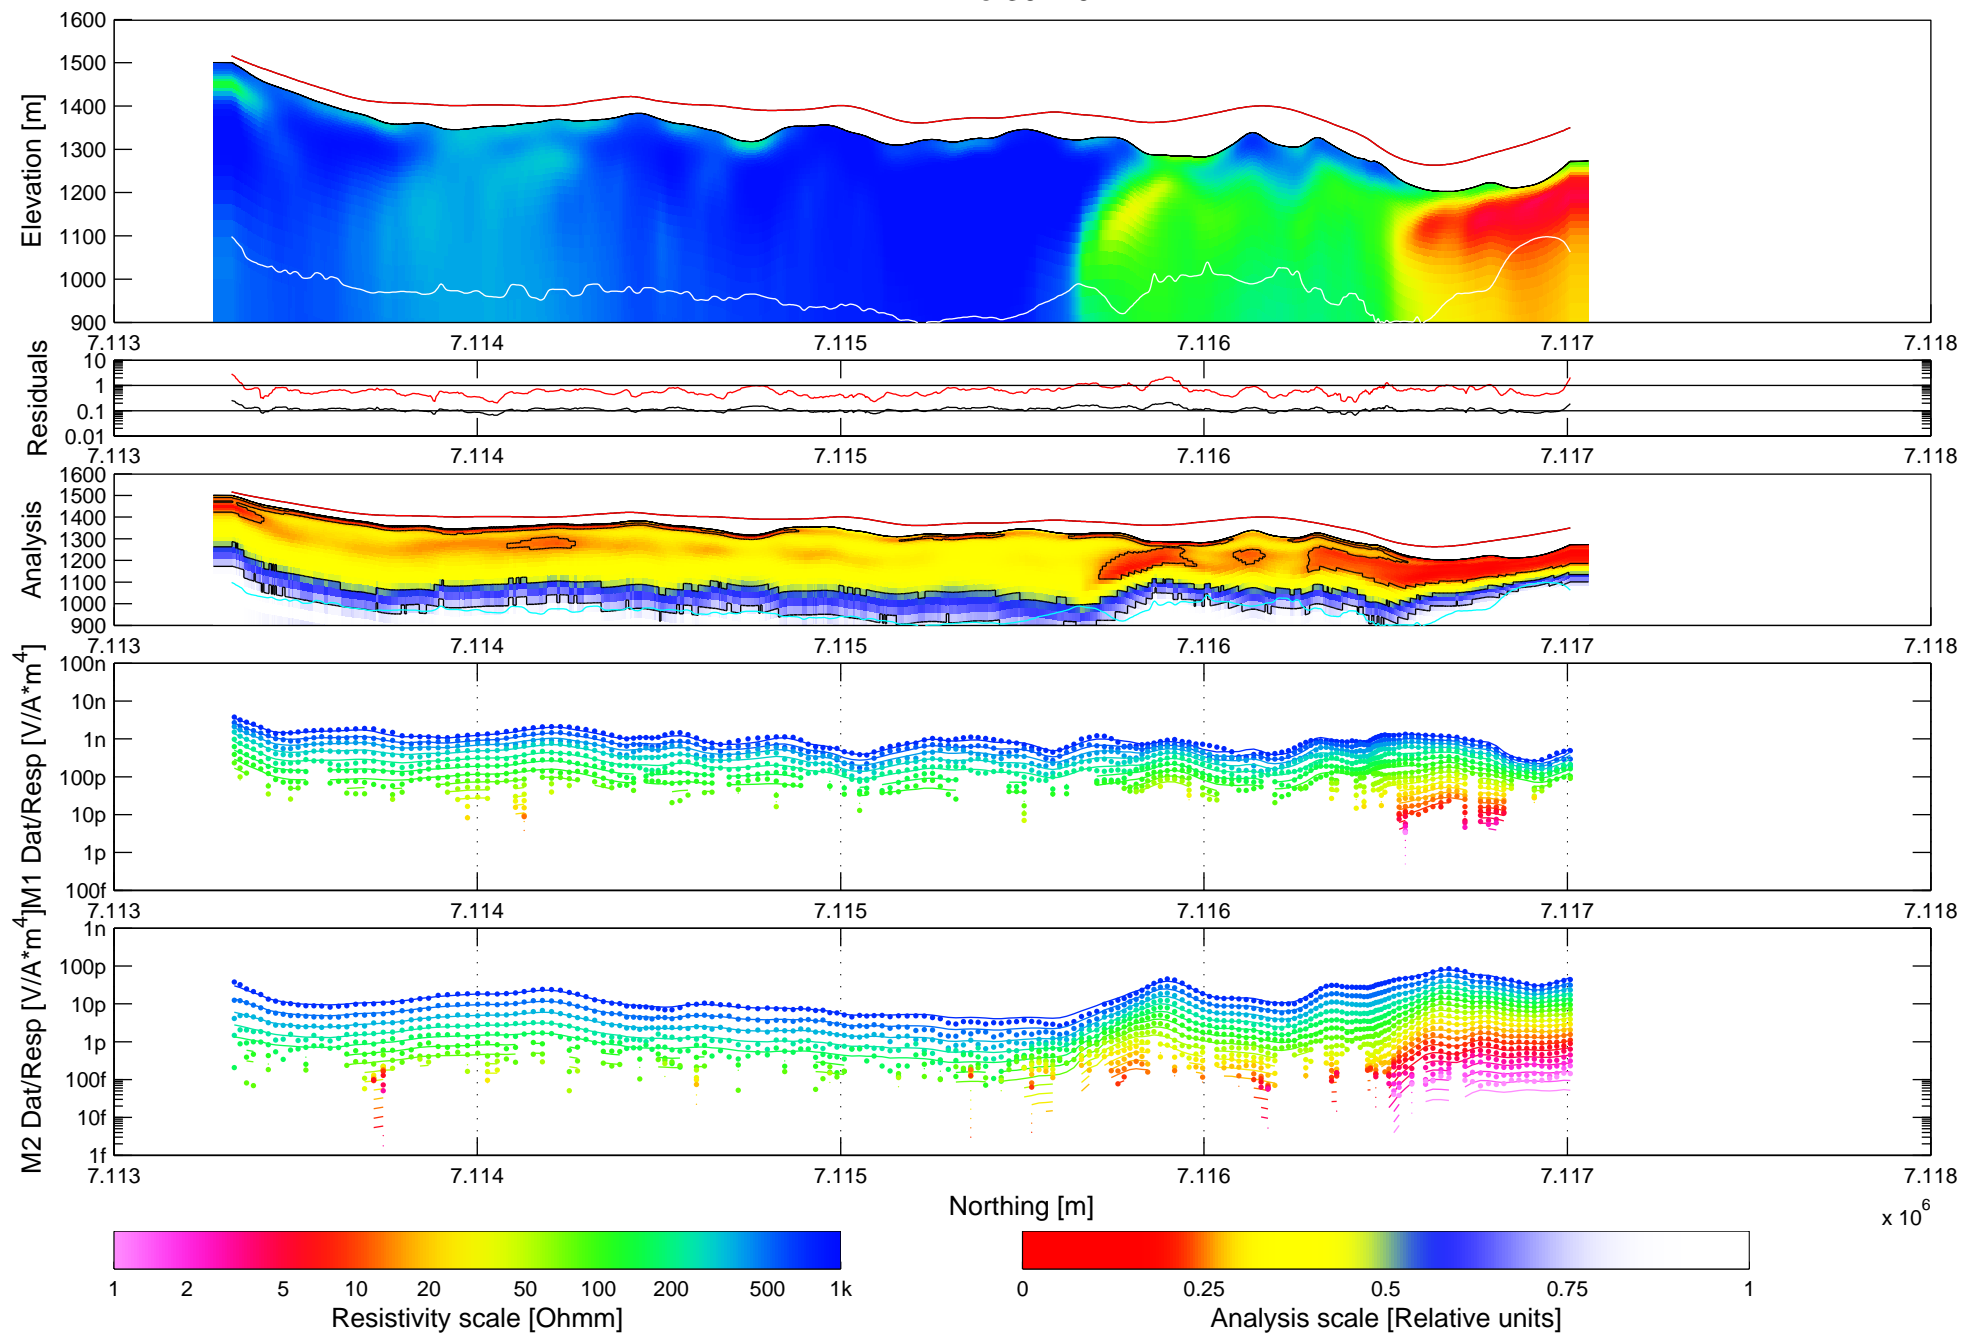 1600
1500
1400
1300
1200
1100
1000
900
Elevation [m]
7.113 7.114 7.115 7.116 7.117 7.118
10
1
0.1
0.01
Residuals
7.113 7.114 7.115 7.116 7.117 7.118
1600
1500
1400
1300
1200
1100
1000
900
Analysis
7.113 7.114 7.115 7.116 7.117 7.118
100n
10n
1n
100p
10p
1p
100f
M1 Dat/Resp [V/A*m^4]
7.113 7.114 7.115 7.116 7.117 7.118
1n
100p
10p
1p
100f
10f
1f
M2 Dat/Resp [V/A*m^4]
7.113 7.114 7.115 7.116 7.117 7.118
Northing [m]
x 10^6
1 2 5 10 20 50 100 200 500 1k
Resistivity scale [Ohmm]
0 0.25 0.5 0.75 1
Analysis scale [Relative units]